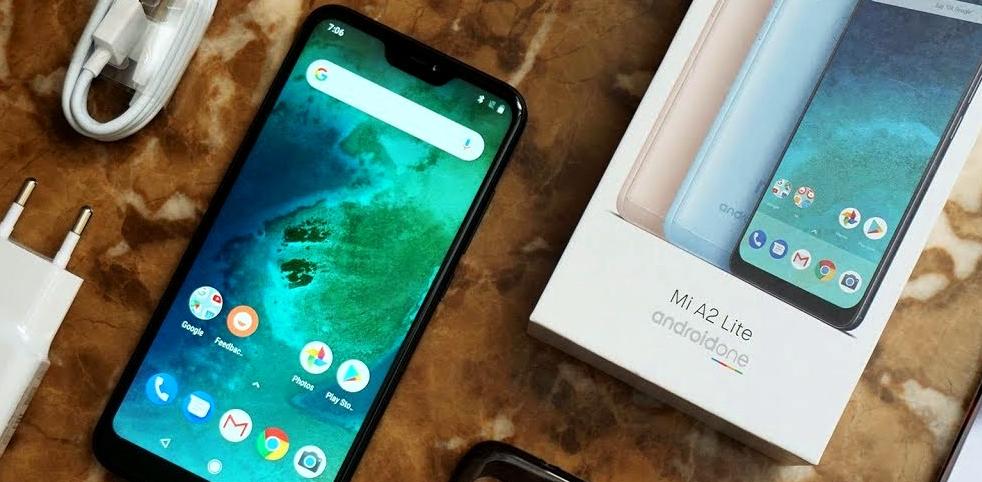 7:06
G
Google
Feedbac..
Photos
Play Sto..
Mi A2 Lite
androidone